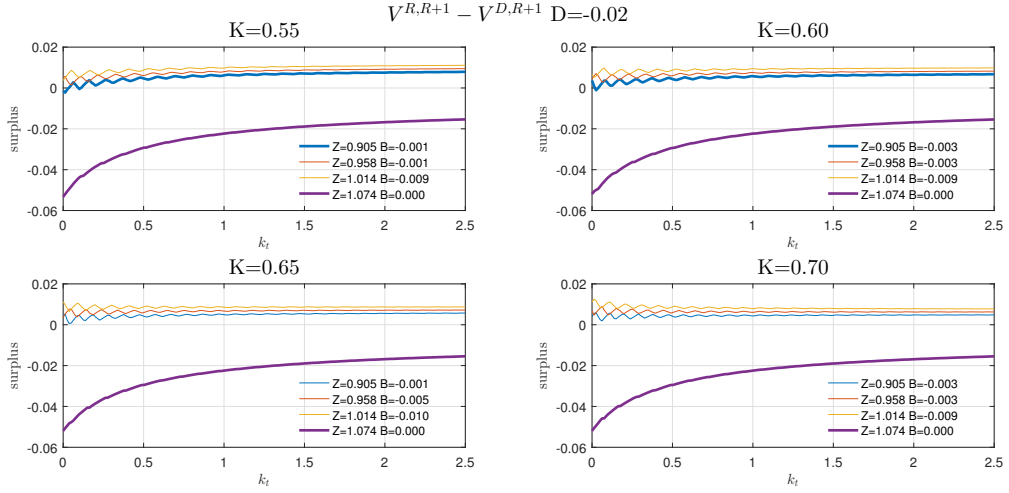 V^{R,R+1} − V^{D,R+1} D=-0.02
K=0.55
0.02
0
-0.02
-0.04
-0.06
surplus
Z=0.905 B=-0.001
Z=0.958 B=-0.001
Z=1.014 B=-0.009
Z=1.074 B=0.000
0 0.5 1 1.5 2 2.5
k_t
K=0.60
0.02
0
-0.02
-0.04
-0.06
surplus
Z=0.905 B=-0.003
Z=0.958 B=-0.003
Z=1.014 B=-0.009
Z=1.074 B=0.000
0 0.5 1 1.5 2 2.5
k_t
K=0.65
0.02
0
-0.02
-0.04
-0.06
surplus
Z=0.905 B=-0.001
Z=0.958 B=-0.005
Z=1.014 B=-0.010
Z=1.074 B=0.000
0 0.5 1 1.5 2 2.5
k_t
K=0.70
0.02
0
-0.02
-0.04
-0.06
surplus
Z=0.905 B=-0.003
Z=0.958 B=-0.003
Z=1.014 B=-0.009
Z=1.074 B=0.000
0 0.5 1 1.5 2 2.5
k_t